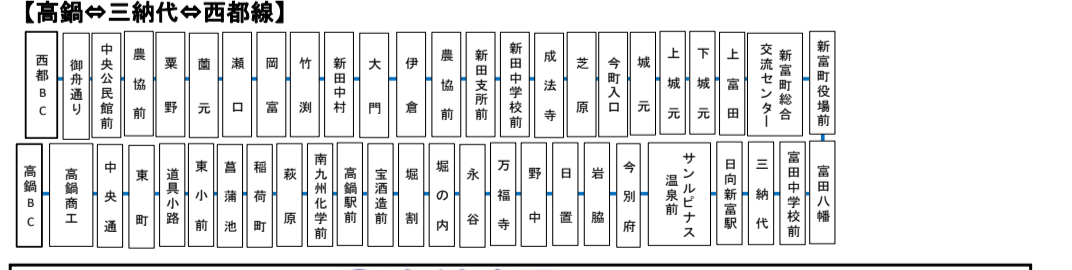 【高鍋⇔三納代⇔西都線】
西都BC
御舟通り
中央公民館前
農協前
粟野
薗元
瀬口
岡富
竹渕
新田中村
大門
伊倉
農協前
新田支所前
新田中学校前
成法寺
芝原
今町入口
城元
上城元
下城元
上富田
新富町総合交流センター
新富町役場前
高鍋BC
高鍋商工
中央通
東町
道具小路
東小前
菖蒲池
稲荷町
萩原
南九州化学前
高鍋駅前
宝酒造前
堀割
堀の内
永谷
万福寺
野中
日置
岩脇
今別府
サンルピナス温泉前
日向新富駅
三納代
富田中学校前
富田八幡